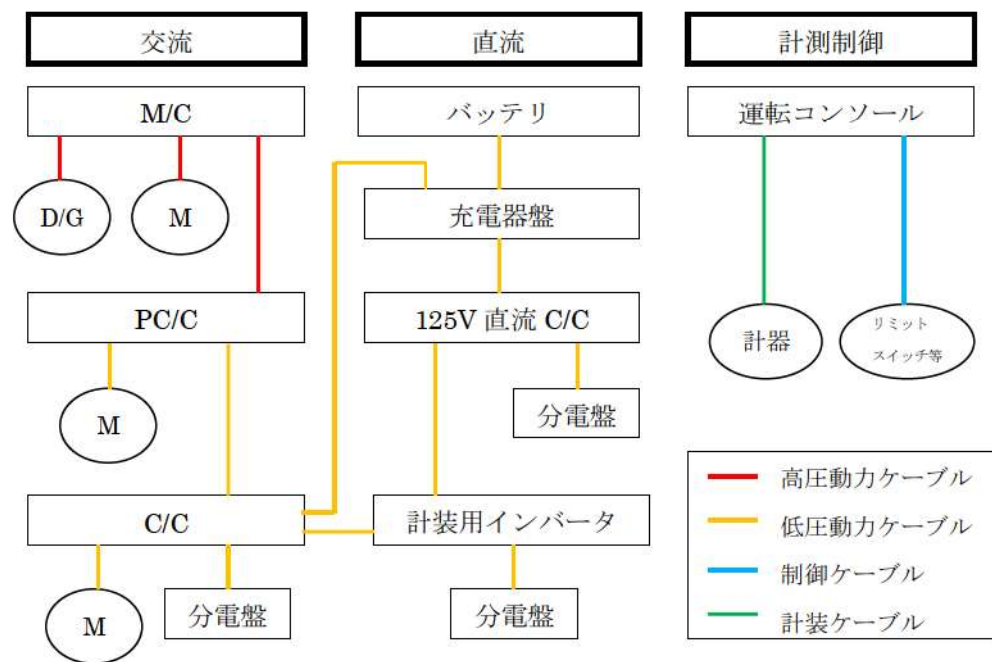 交流
直流
計測制御
M/C
バッテリ
運転コンソール
D/G
M
充電器盤
PC/C
125V 直流 C/C
計器
リミット
スイッチ等
M
分電盤
C/C
計装用インバータ
M
分電盤
分電盤
高圧動力ケーブル
低圧動力ケーブル
制御ケーブル
計装ケーブル